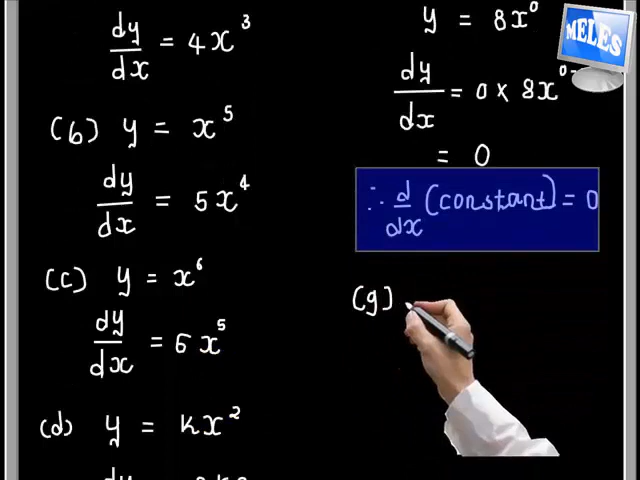 dy/dx = 4x³
(b) y = x⁵
dy/dx = 5x⁴
(c) y = x⁶
dy/dx = 6x⁵
(d) y = kx²
y = 8x⁰
dy/dx = 0 × 8x⁰
= 0
∴ d/dx (constant) = 0
(g)
MELES